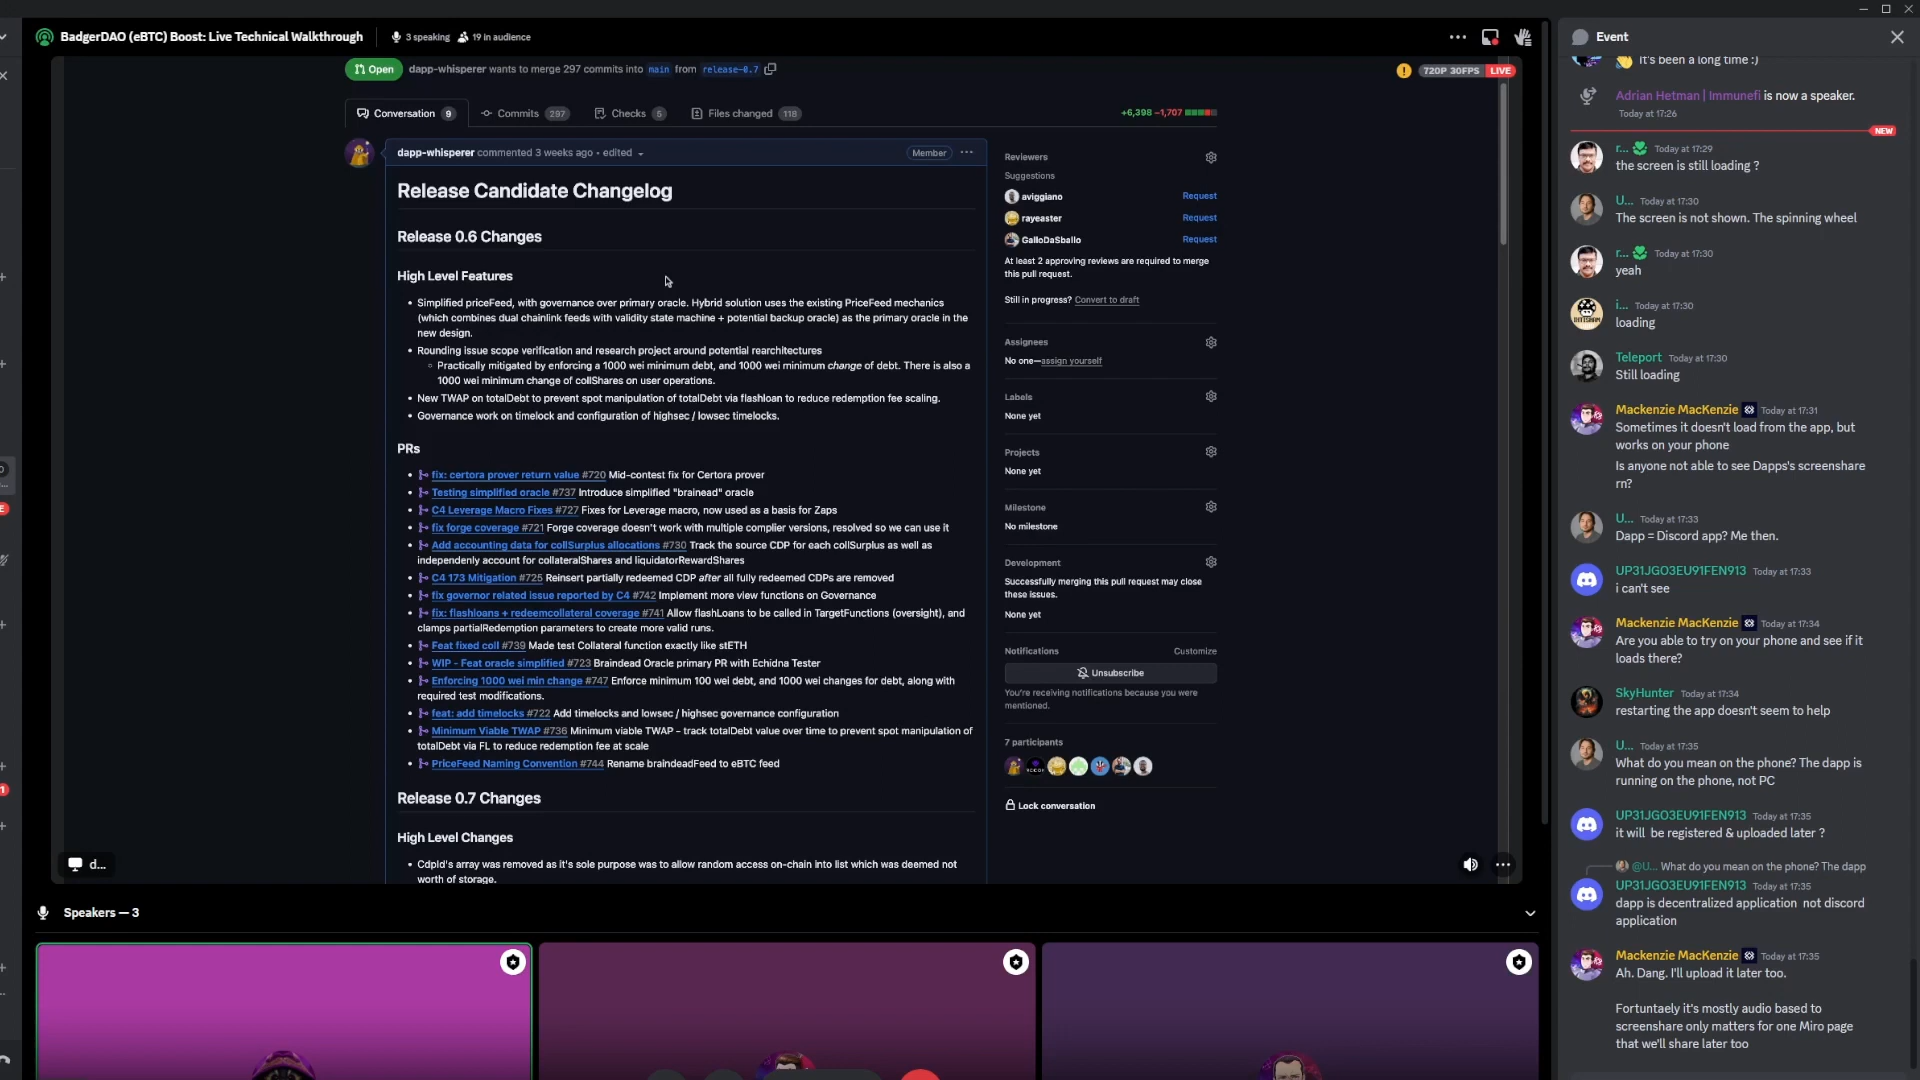 BadgerDAO (eBTC) Boost: Live Technical Walkthrough
3 speaking
19 in audience
Open
dapp-whisperer wants to merge 297 commits into main from release-0.7
720P 30FPS LIVE
Conversation 9
Commits 297
Checks 5
Files changed 118
+6,398 −1,707
dapp-whisperer commented 3 weeks ago • edited
Member
Release Candidate Changelog
Release 0.6 Changes
High Level Features
• Simplified priceFeed, with governance over primary oracle. Hybrid solution uses the existing PriceFeed mechanics
(which combines dual chainlink feeds with validity state machine + potential backup oracle) as the primary oracle in the
new design.
• Rounding issue scope verification and research project around potential rearchitectures
◦ Practically mitigated by enforcing a 1000 wei minimum debt, and 1000 wei minimum change of debt. There is also a
1000 wei minimum change of collShares on user operations.
• New TWAP on totalDebt to prevent spot manipulation of totalDebt via flashloan to reduce redemption fee scaling.
• Governance work on timelock and configuration of highsec / lowsec timelocks.
PRs
• fix: certora prover return value #720 Mid-contest fix for Certora prover
• Testing simplified oracle #737 Introduce simplified "brainead" oracle
• C4 Leverage Macro Fixes #727 Fixes for Leverage macro, now used as a basis for Zaps
• fix forge coverage #721 Forge coverage doesn't work with multiple complier versions, resolved so we can use it
• Add accounting data for collSurplus allocations #730 Track the source CDP for each collSurplus as well as
independenly account for collateralShares and liquidatorRewardShares
• C4 173 Mitigation #725 Reinsert partially redeemed CDP after all fully redeemed CDPs are removed
• fix governor related issue reported by C4 #742 Implement more view functions on Governance
• fix: flashloans + redeemcollateral coverage #741 Allow flashLoans to be called in TargetFunctions (oversight), and
clamps partialRedemption parameters to create more valid runs.
• Feat fixed coll #739 Made test Collateral function exactly like stETH
• WIP - Feat oracle simplified #723 Braindead Oracle primary PR with Echidna Tester
• Enforcing 1000 wei min change #747 Enforce minimum 100 wei debt, and 1000 wei changes for debt, along with
required test modifications.
• feat: add timelocks #722 Add timelocks and lowsec / highsec governance configuration
• Minimum Viable TWAP #736 Minimum viable TWAP - track totalDebt value over time to prevent spot manipulation of
totalDebt via FL to reduce redemption fee at scale
• PriceFeed Naming Convention #744 Rename braindeadFeed to eBTC feed
Release 0.7 Changes
High Level Changes
• CdpId's array was removed as it's sole purpose was to allow random access on-chain into list which was deemed not
worth of storage.
Reviewers
Suggestions
aviggiano Request
rayeaster Request
GalloDaSballo Request
At least 2 approving reviews are required to merge
this pull request.
Still in progress? Convert to draft
Assignees
No one—assign yourself
Labels
None yet
Projects
None yet
Milestone
No milestone
Development
Successfully merging this pull request may close
these issues.
None yet
Notifications Customize
Unsubscribe
You're receiving notifications because you were
mentioned.
7 participants
Lock conversation
d...
Speakers — 3
Event
It's been a long time :)
Adrian Hetman | Immunefi is now a speaker.
Today at 17:26
NEW
r... Today at 17:29
the screen is still loading ?
U... Today at 17:30
The screen is not shown. The spinning wheel
r... Today at 17:30
yeah
i... Today at 17:30
loading
Teleport Today at 17:30
Still loading
Mackenzie MacKenzie Today at 17:31
Sometimes it doesn't load from the app, but
works on your phone
Is anyone not able to see Dapps's screenshare
rn?
U... Today at 17:33
Dapp = Discord app? Me then.
UP31JGO3EU91FEN913 Today at 17:33
i can't see
Mackenzie MacKenzie Today at 17:34
Are you able to try on your phone and see if it
loads there?
SkyHunter Today at 17:34
restarting the app doesn't seem to help
U... Today at 17:35
What do you mean on the phone? The dapp is
running on the phone, not PC
UP31JGO3EU91FEN913 Today at 17:35
it will be registered & uploaded later ?
@U... What do you mean on the phone? The dapp
UP31JGO3EU91FEN913 Today at 17:35
dapp is decentralized application not discord
application
Mackenzie MacKenzie Today at 17:35
Ah. Dang. I'll upload it later too.
Fortuntaely it's mostly audio based to
screenshare only matters for one Miro page
that we'll share later too